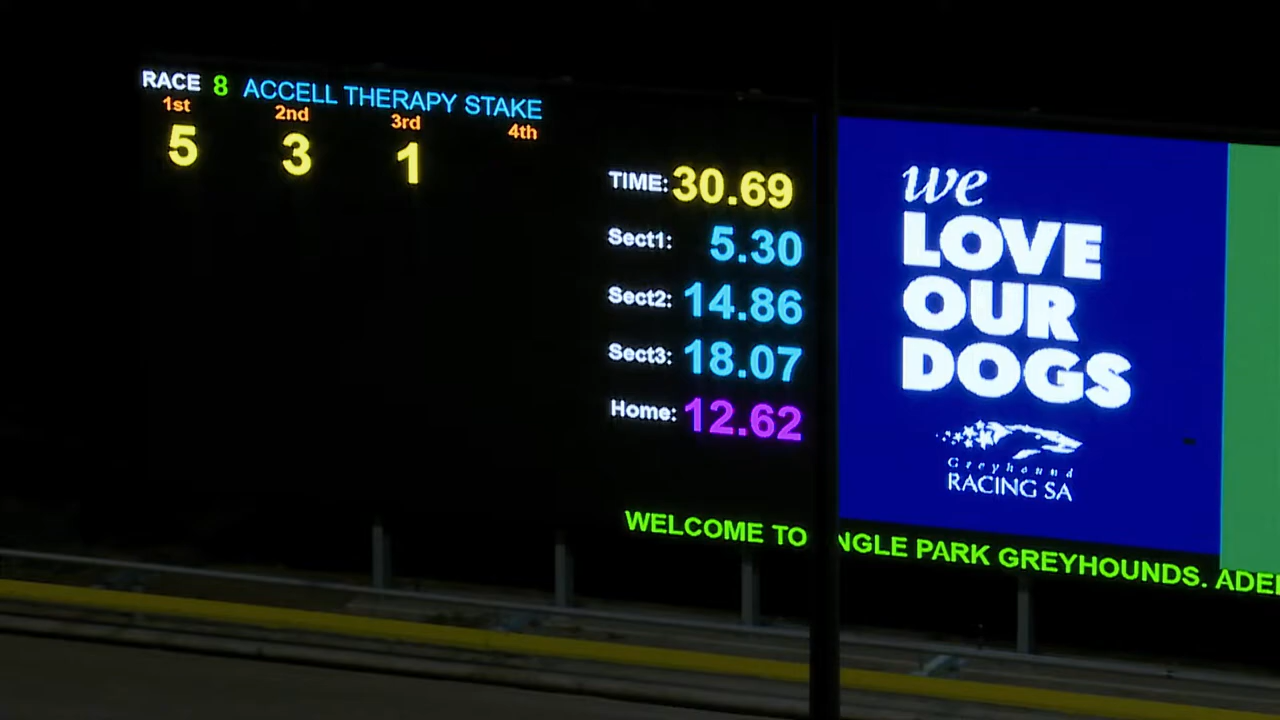 RACE 8 ACCELL THERAPY STAKE
1st 2nd 3rd 4th
5 3 1
TIME: 30.69
Sect1: 5.30
Sect2: 14.86
Sect3: 18.07
Home: 12.62
we
LOVE
OUR
DOGS
Greyhound
RACING SA
WELCOME TO NGLE PARK GREYHOUNDS. ADE